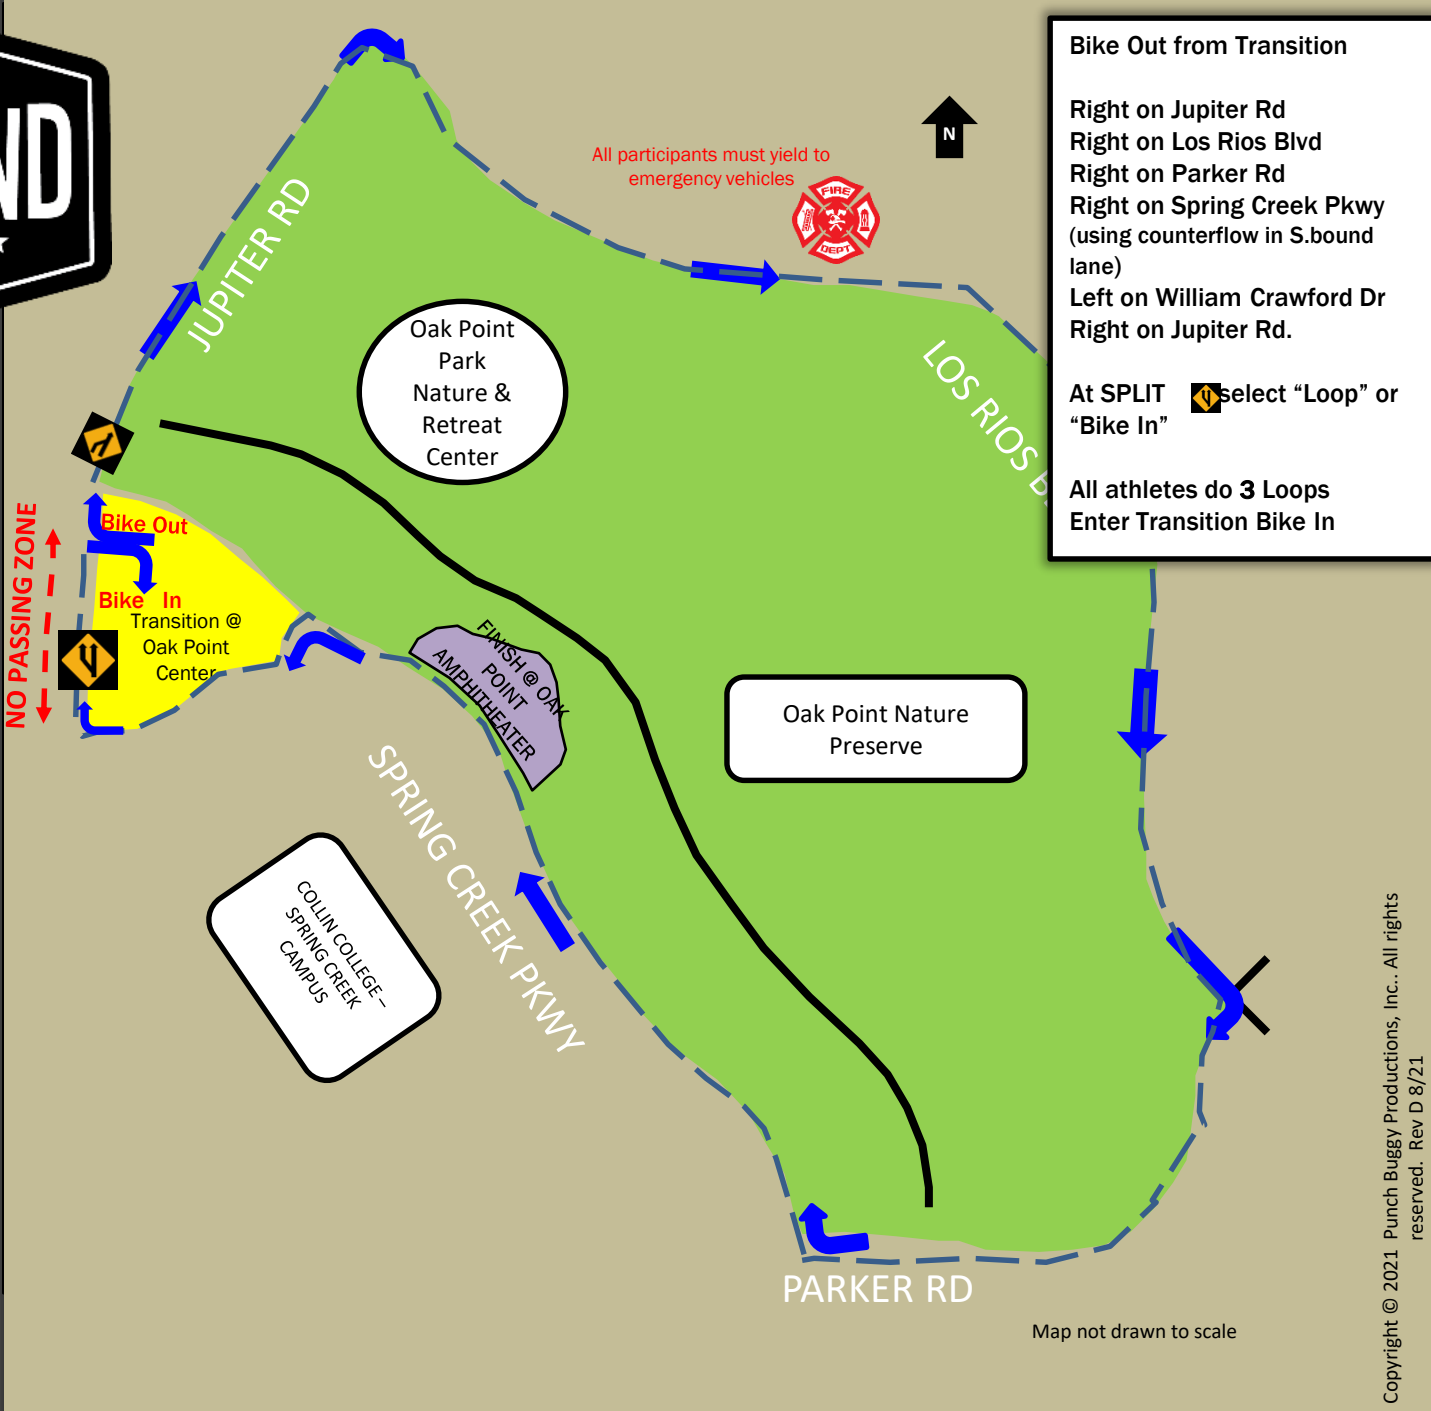 ND
Bike Out from Transition
Right on Jupiter Rd
Right on Los Rios Blvd
Right on Parker Rd
Right on Spring Creek Pkwy
(using counterflow in S.bound
lane)
Left on William Crawford Dr
Right on Jupiter Rd.
At SPLIT select “Loop” or
“Bike In”
All athletes do 3 Loops
Enter Transition Bike In
N
All participants must yield to
emergency vehicles
FIRE
DEPT
JUPITER RD
Oak Point
Park
Nature &
Retreat
Center
LOS RIOS B
NO PASSING ZONE
Bike Out
Bike In
Transition @
Oak Point
Center
FINISH @ OAK
POINT
AMPHITHEATER
Oak Point Nature
Preserve
SPRING CREEK PKWY
COLLIN COLLEGE –
SPRING CREEK
CAMPUS
PARKER RD
Map not drawn to scale
Copyright © 2021 Punch Buggy Productions, Inc.. All rights
reserved. Rev D 8/21